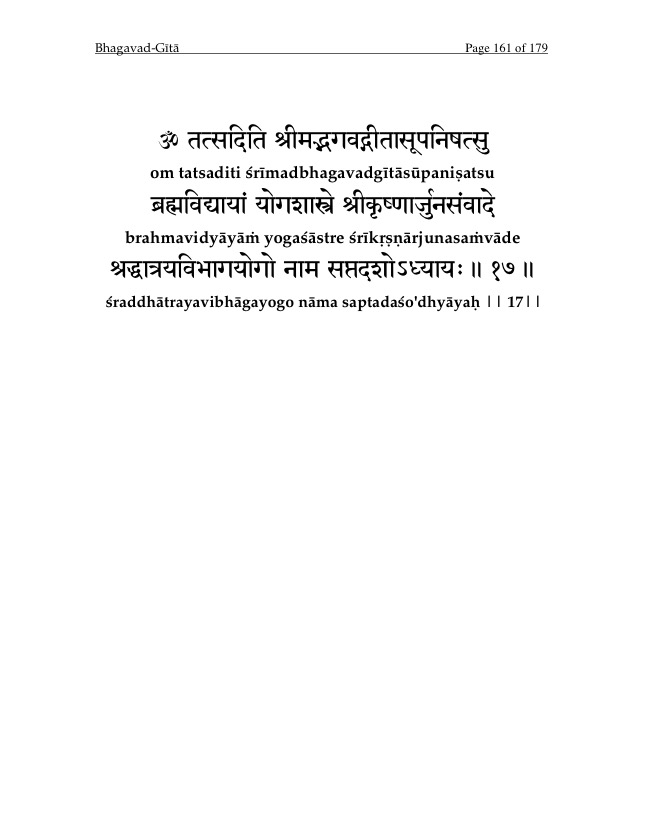 Bhagavad-Gītā Page 161 of 179
ॐ तत्सदिति श्रीमद्भगवद्गीतासूपनिषत्सु
om tatsaditi śrīmadbhagavadgītāsūpaniṣatsu
ब्रह्मविद्यायां योगशास्त्रे श्रीकृष्णार्जुनसंवादे
brahmavidyāyāṁ yogaśāstre śrīkṛṣṇārjunasaṁvāde
श्रद्धात्रयविभागयोगो नाम सप्तदशोऽध्यायः ॥ १७ ॥
śraddhātrayavibhāgayogo nāma saptadaśo'dhyāyaḥ || 17||